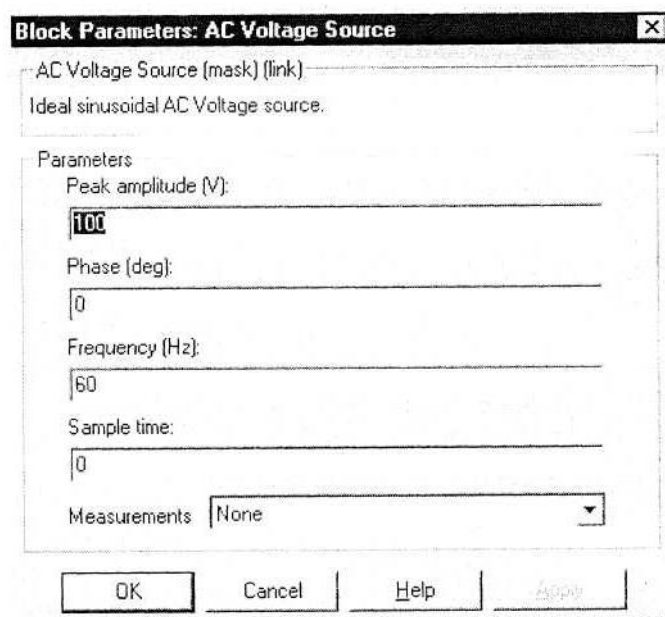 Block Parameters: AC Voltage Source
AC Voltage Source (mask) (link)
Ideal sinusoidal AC Voltage source.
Parameters
Peak amplitude (V):
100
Phase (deg):
0
Frequency (Hz):
60
Sample time:
0
Measurements None
OK Cancel Help Apply